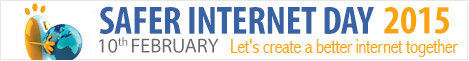 SAFER INTERNET DAY 2015
10th FEBRUARY Let's create a better internet together